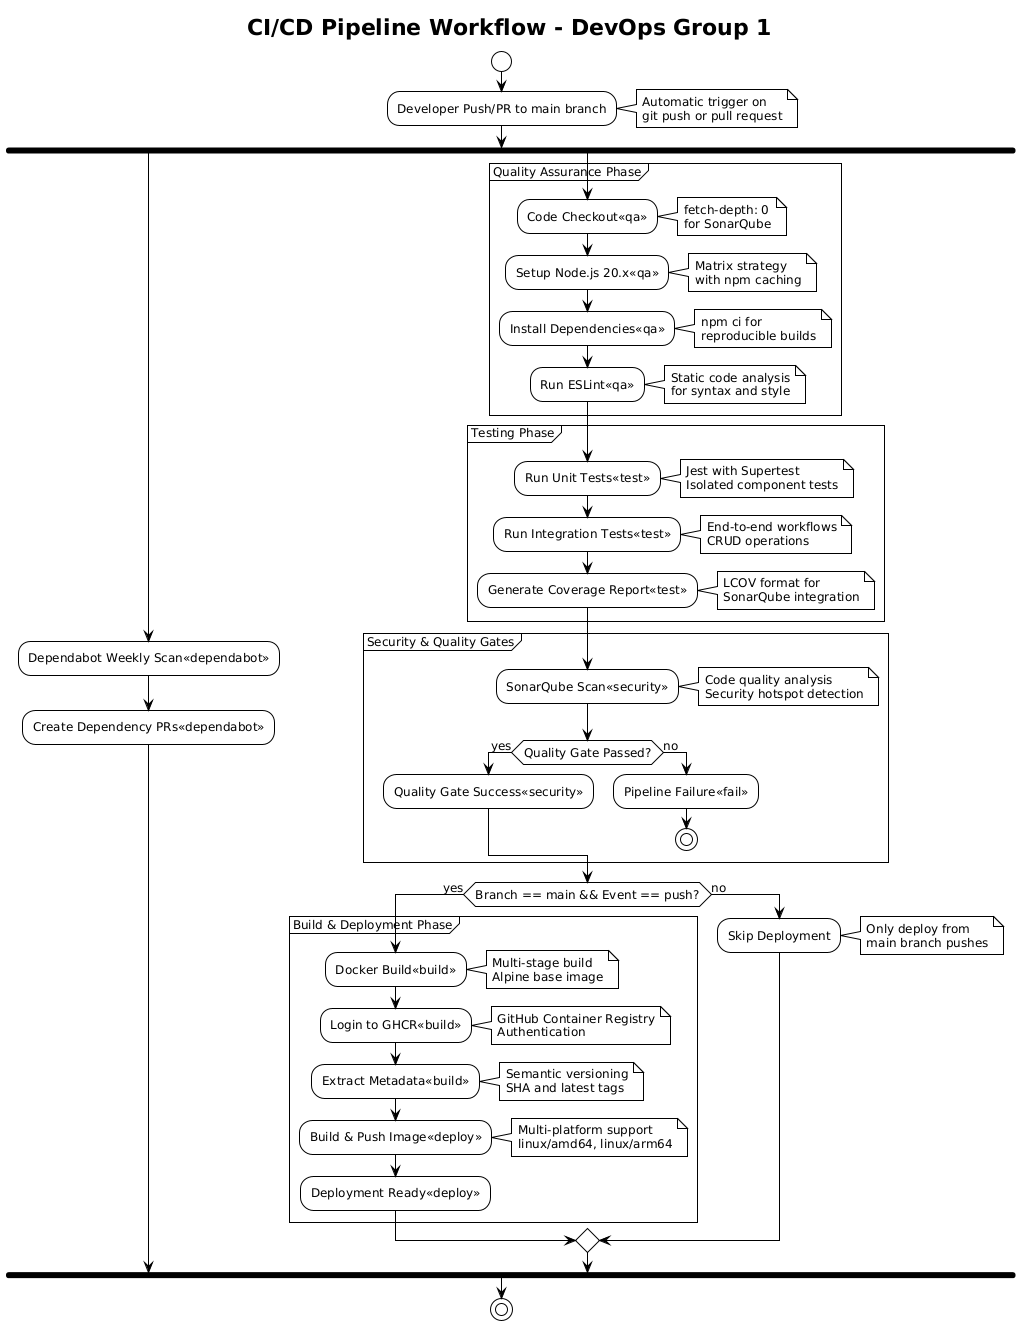 CI/CD Pipeline Workflow - DevOps Group 1
Developer Push/PR to main branch
Automatic trigger on
git push or pull request
Quality Assurance Phase
Code Checkout«qa»
fetch-depth: 0
for SonarQube
Setup Node.js 20.x«qa»
Matrix strategy
with npm caching
Install Dependencies«qa»
npm ci for
reproducible builds
Run ESLint«qa»
Static code analysis
for syntax and style
Testing Phase
Run Unit Tests«test»
Jest with Supertest
Isolated component tests
Run Integration Tests«test»
End-to-end workflows
CRUD operations
Generate Coverage Report«test»
LCOV format for
SonarQube integration
Dependabot Weekly Scan«dependabot»
Create Dependency PRs«dependabot»
Security & Quality Gates
SonarQube Scan«security»
Code quality analysis
Security hotspot detection
yes
Quality Gate Passed?
no
Quality Gate Success«security»
Pipeline Failure«fail»
yes
Branch == main && Event == push?
no
Build & Deployment Phase
Docker Build«build»
Multi-stage build
Alpine base image
Skip Deployment
Only deploy from
main branch pushes
Login to GHCR«build»
GitHub Container Registry
Authentication
Extract Metadata«build»
Semantic versioning
SHA and latest tags
Build & Push Image«deploy»
Multi-platform support
linux/amd64, linux/arm64
Deployment Ready«deploy»